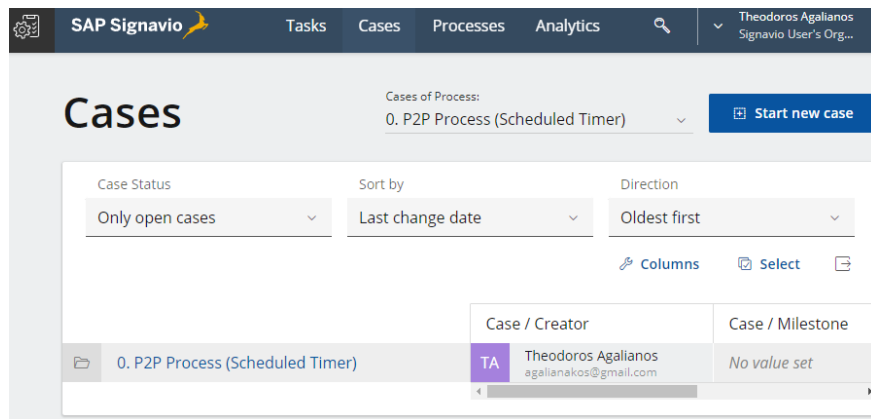 SAP Signavio
Tasks
Cases
Processes
Analytics
Theodoros Agalianos
Signavio User's Org...
Cases
Cases of Process:
0. P2P Process (Scheduled Timer)
Start new case
Case Status
Sort by
Direction
Only open cases
Last change date
Oldest first
Columns
Select
Case / Creator
Case / Milestone
0. P2P Process (Scheduled Timer)
TA
Theodoros Agalianos
agalianakos@gmail.com
No value set